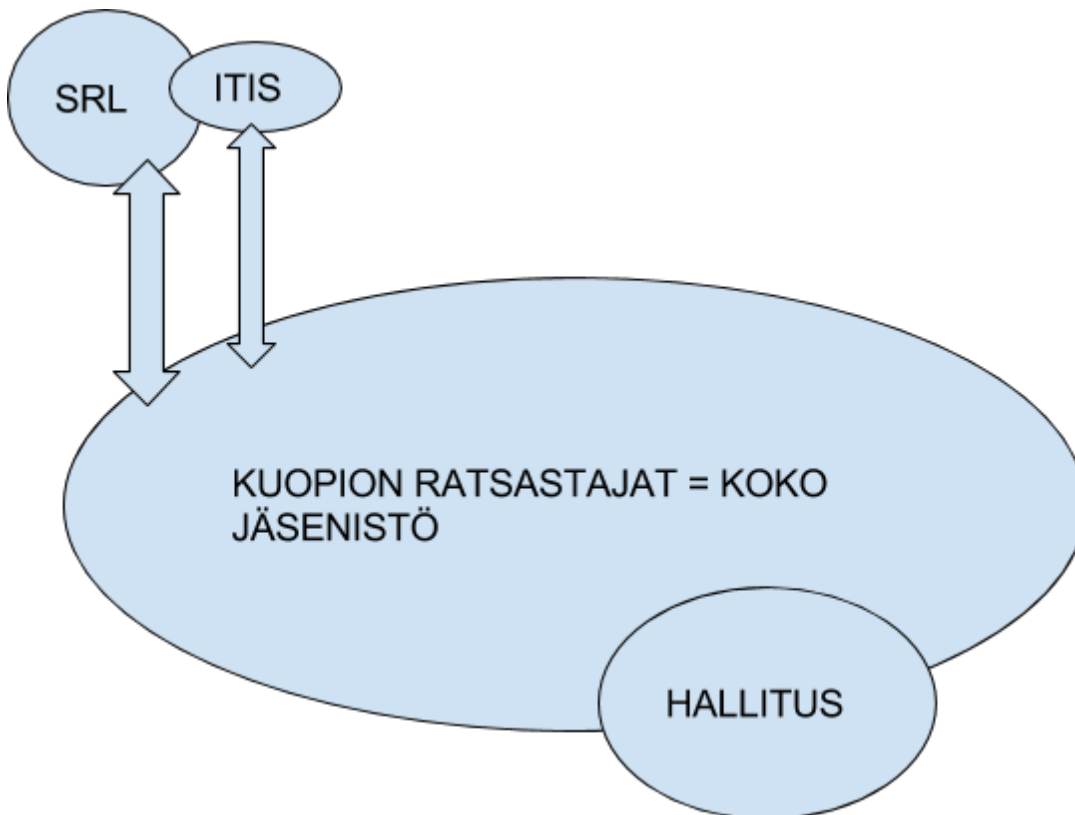 SRL
ITIS
KUOPION RATSASTAJAT = KOKO
JÄSENISTÖ
HALLITUS